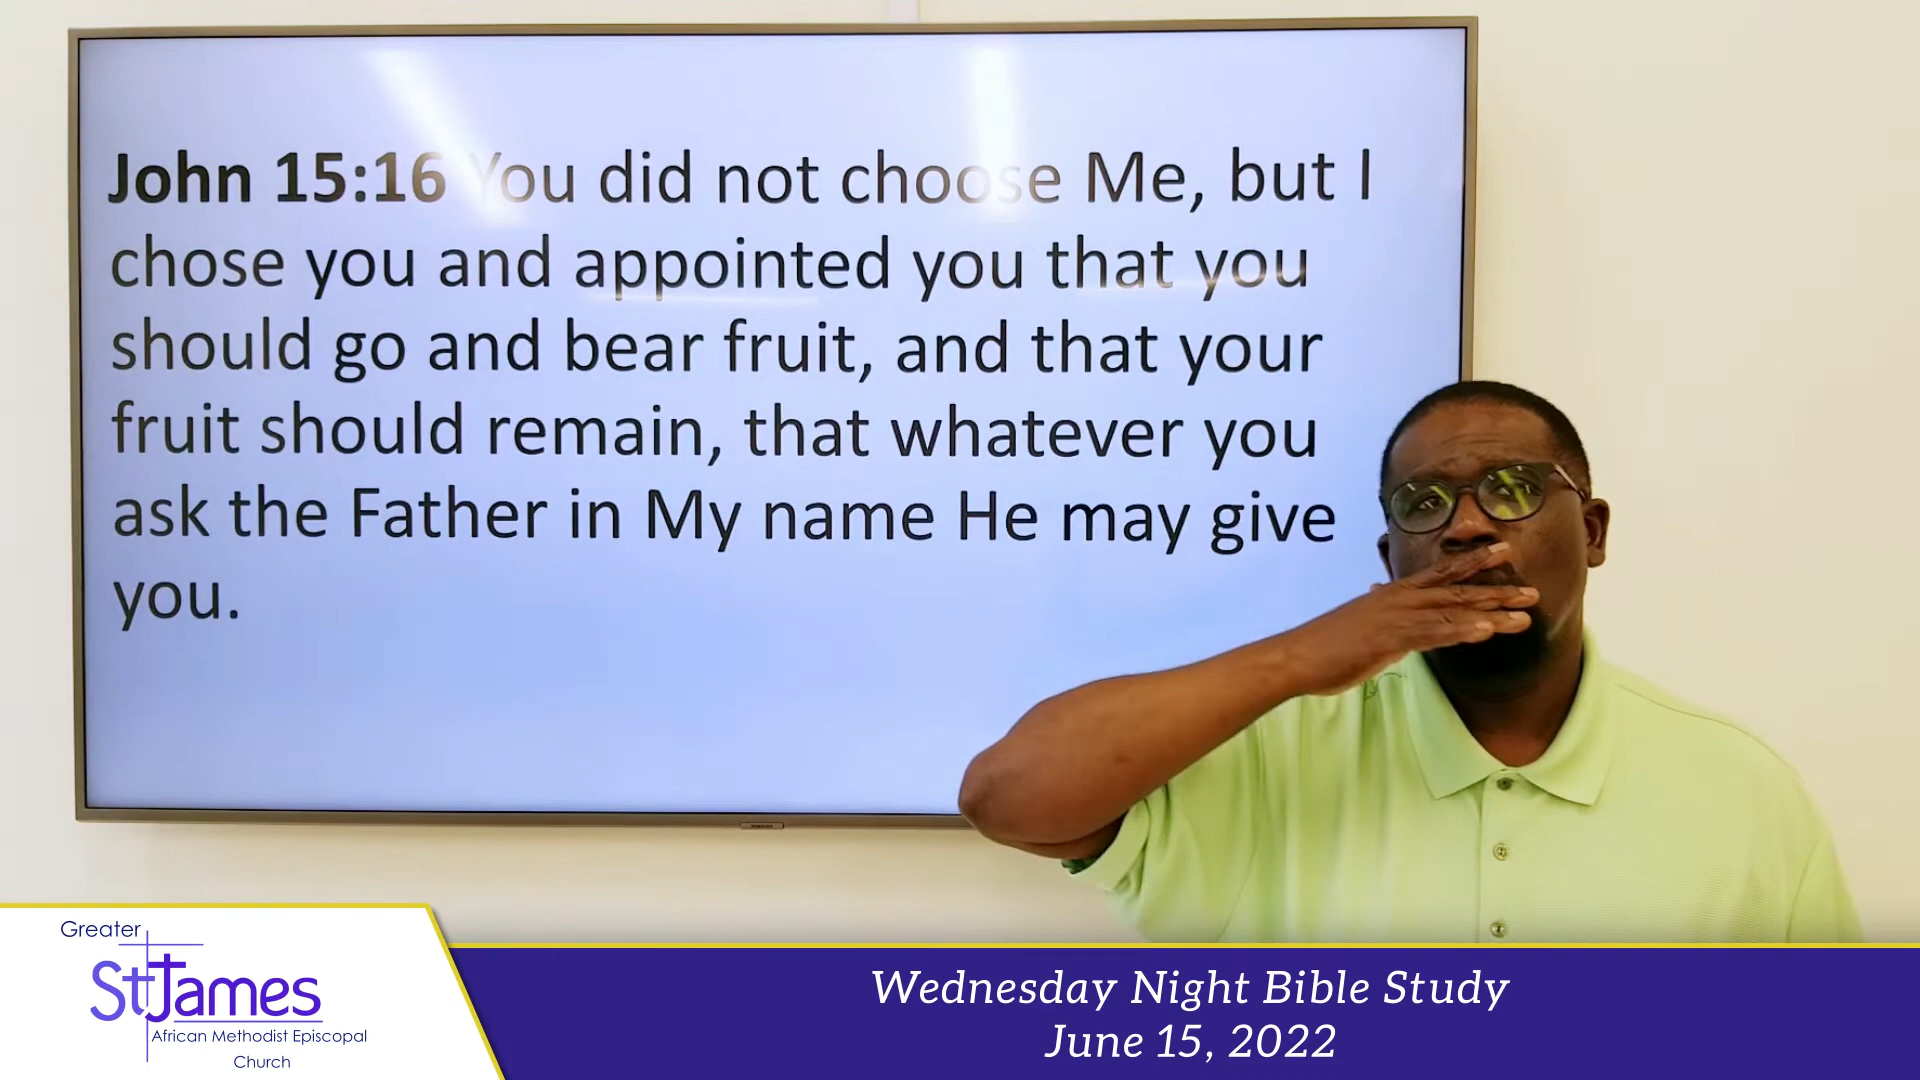 John 15:16 You did not choose Me, but I
chose you and appointed you that you
should go and bear fruit, and that your
fruit should remain, that whatever you
ask the Father in My name He may give
you.
SAMSUNG
Greater
St James
African Methodist Episcopal
Church
Wednesday Night Bible Study
June 15, 2022